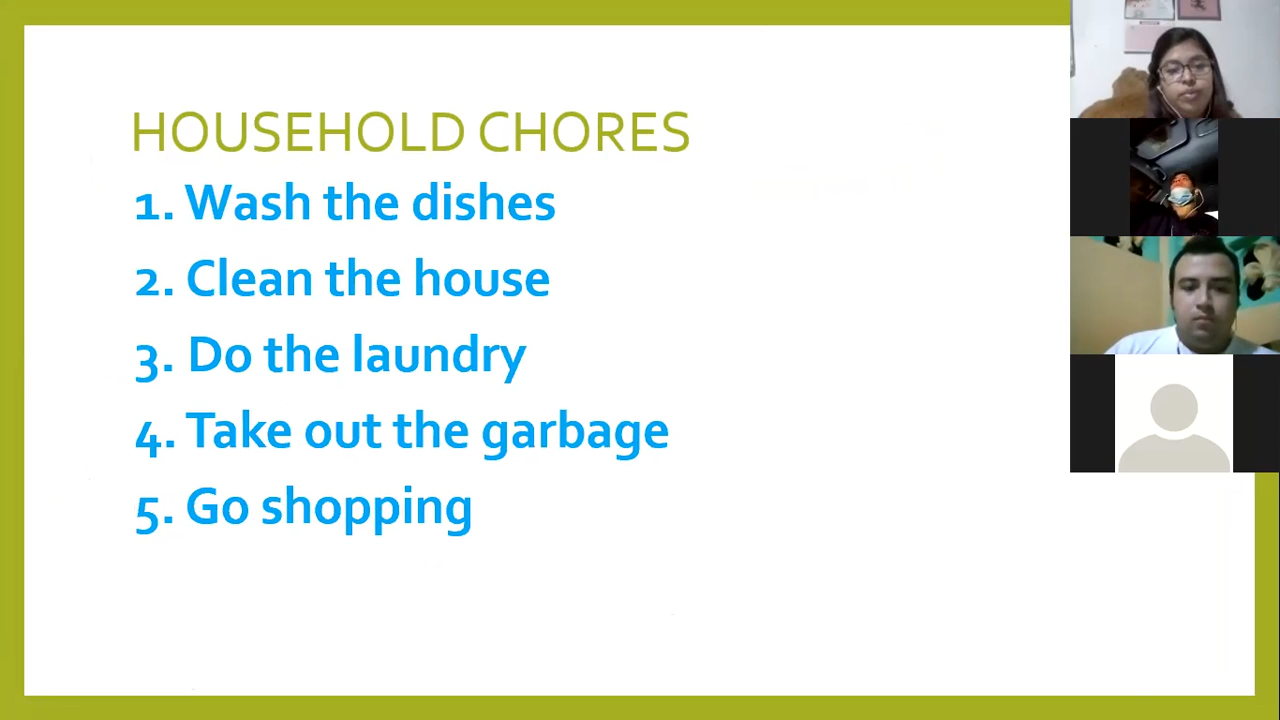 HOUSEHOLD CHORES
1. Wash the dishes
2. Clean the house
3. Do the laundry
4. Take out the garbage
5. Go shopping